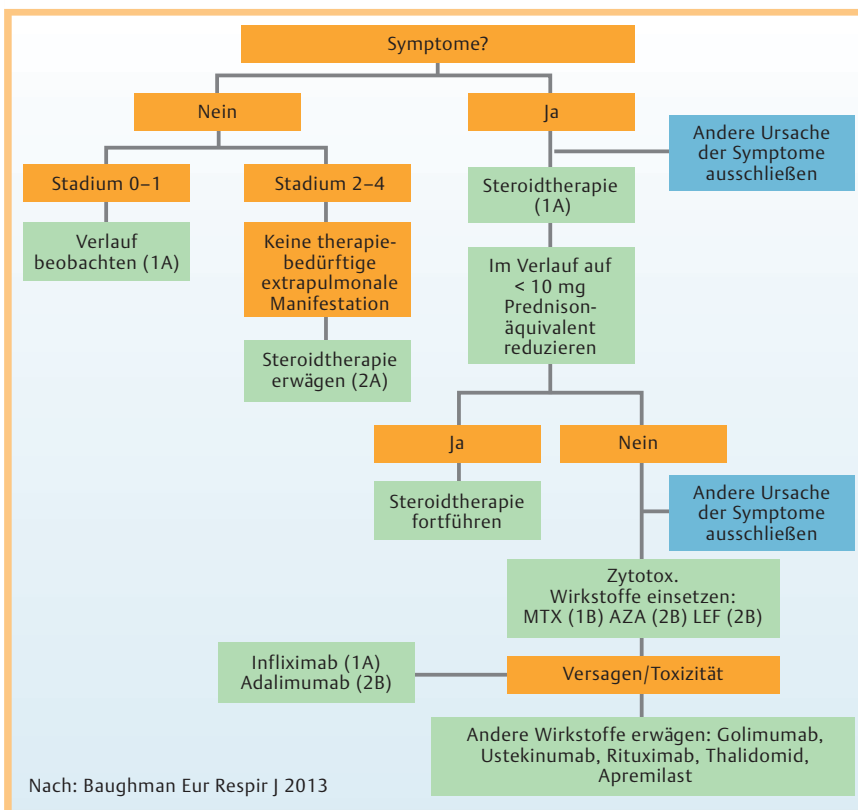 Symptome?
Nein
Ja
Andere Ursache
der Symptome
ausschließen
Stadium 0–1
Stadium 2–4
Steroidtherapie
(1A)
Verlauf
beobachten (1A)
Keine therapie-
bedürftige
extrapulmonale
Manifestation
Im Verlauf auf
< 10 mg
Prednison-
äquivalent
reduzieren
Steroidtherapie
erwägen (2A)
Ja
Nein
Steroidtherapie
fortführen
Andere Ursache
der Symptome
ausschließen
Zytotox.
Wirkstoffe einsetzen:
MTX (1B) AZA (2B) LEF (2B)
Infliximab (1A)
Adalimumab (2B)
Versagen/Toxizität
Andere Wirkstoffe erwägen: Golimumab,
Ustekinumab, Rituximab, Thalidomid,
Apremilast
Nach: Baughman Eur Respir J 2013